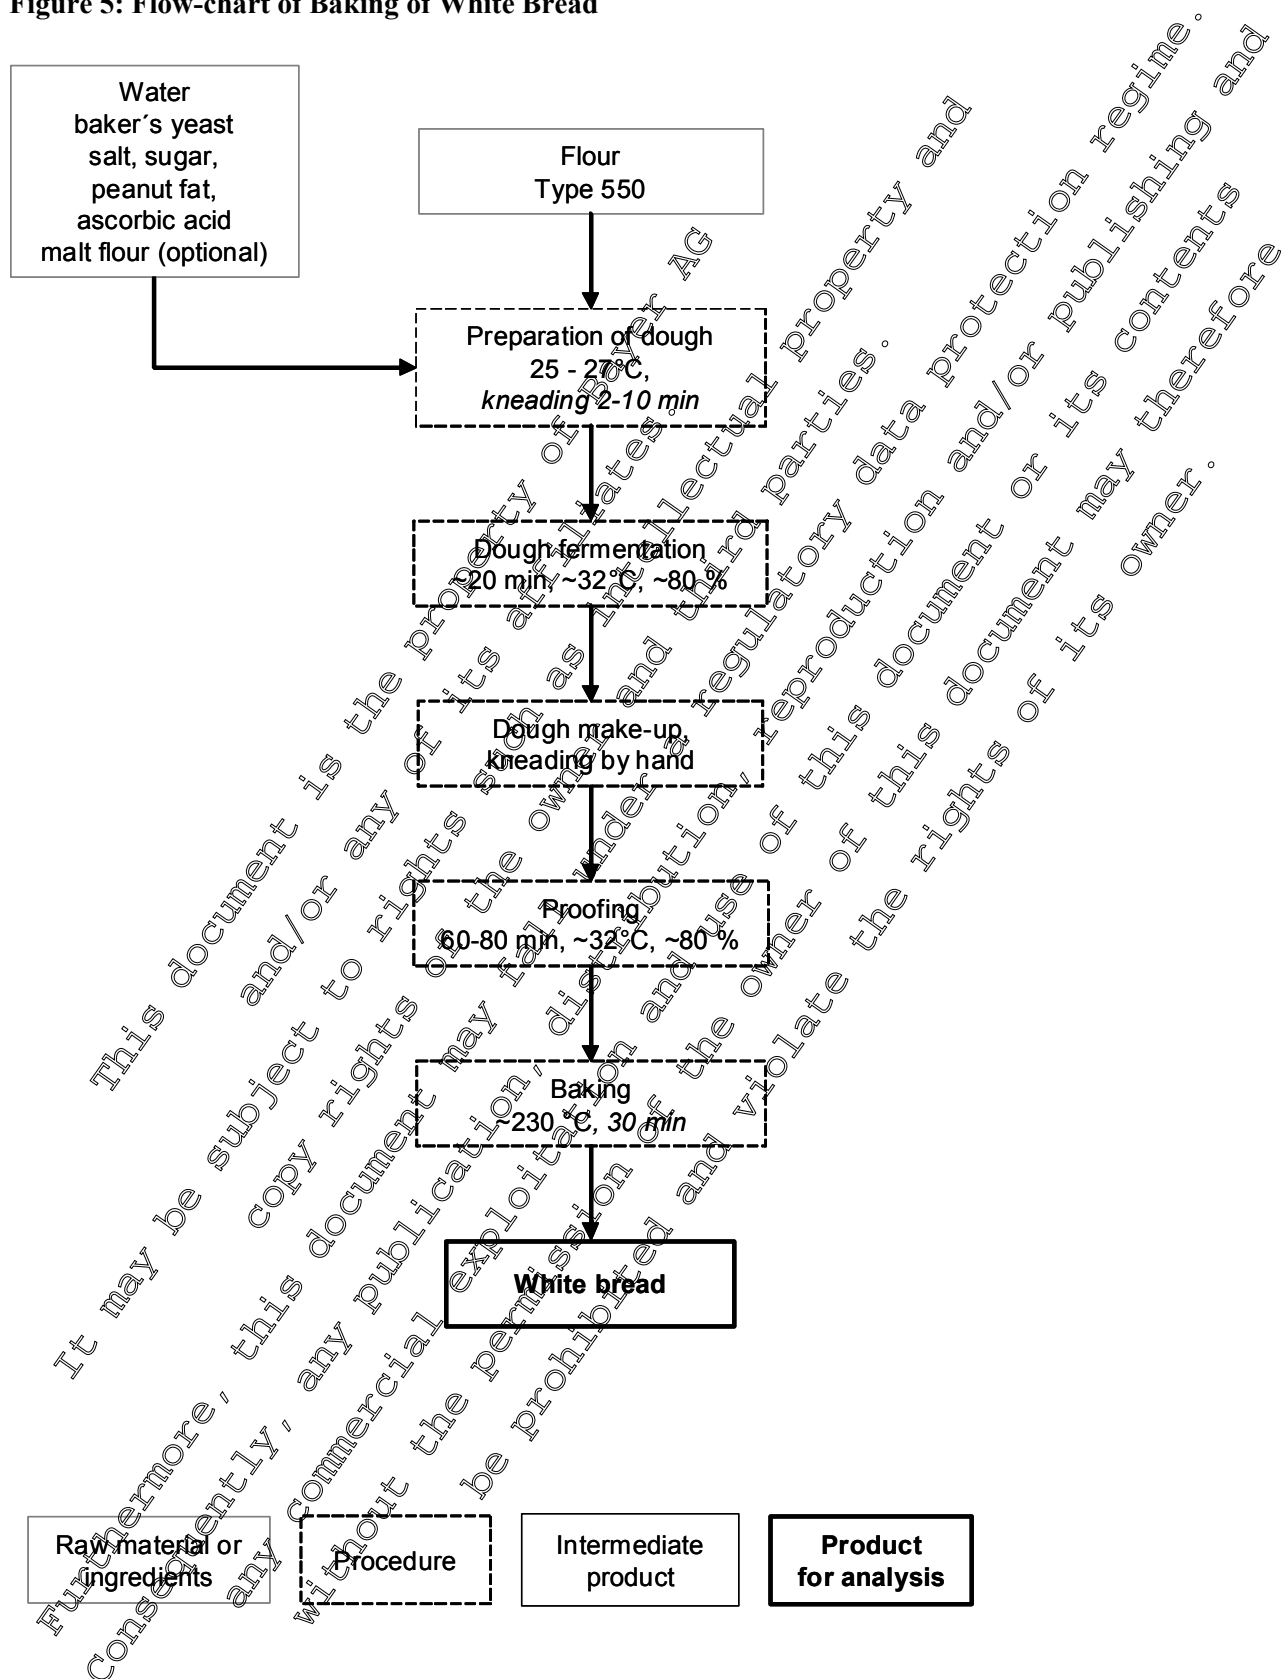 Figure 5: Flow-chart of Baking of White Bread
Water
baker´s yeast
salt, sugar,
peanut fat,
ascorbic acid
malt flour (optional)
Flour
Type 550
Preparation of dough
25 - 27°C,
kneading 2-10 min
Dough fermentation
~20 min, ~32°C, ~80 %
Dough make-up,
kneading by hand
Proofing
60-80 min, ~32°C, ~80 %
Baking
~230 °C, 30 min
White bread
Raw material or
ingredients
Procedure
Intermediate
product
Product
for analysis
This document is the property of Bayer AG
and/or any of its affiliates.
It may be subject to rights such as intellectual property and
copy rights of the owner and third parties.
Furthermore, this document may fall under a regulatory data protection regime.
Consequently, any publication, distribution, reproduction and/or publishing and
any commercial exploitation and use of this document or its contents
without the permission of the owner of this document may therefore
be prohibited and violate the rights of its owner.